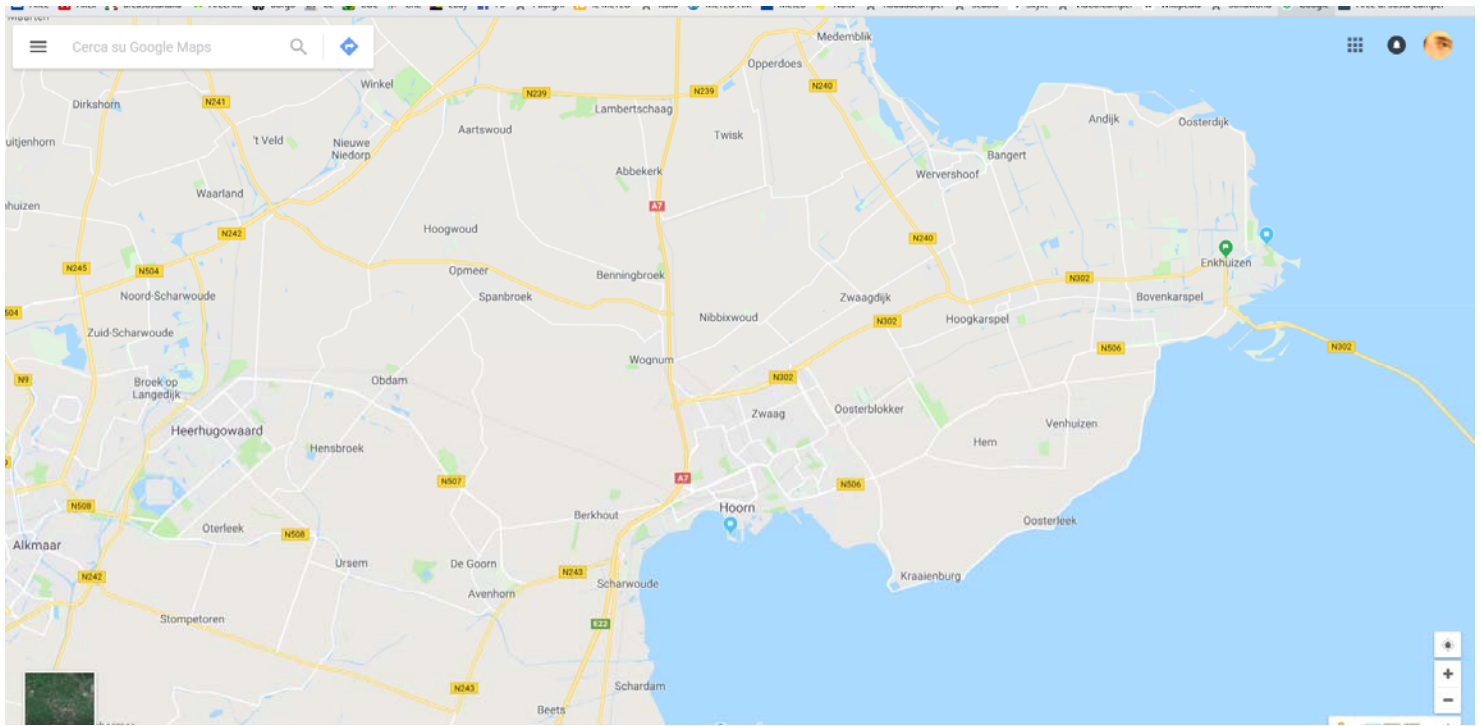 Cerca su Google Maps
Medemblik
Opperdoes
Winkel
N239
N239
N240
Dirkshorn
N241
Lambertschaag
Andijk
Oosterdijk
Aartswoud
Twisk
't Veld
Nieuwe
Niedorp
Bangert
Abbekerk
Wervershoof
Waarland
A7
Hoogwoud
N242
N240
Enkhuizen
N245
N504
Opmeer
Benningbroek
N302
Noord-Scharwoude
Spanbroek
Zwaagdijk
Bovenkarspel
504
Nibbixwoud
N302
Hoogkarspel
Zuid-Scharwoude
N506
N302
Wognum
N9
Broek op
Langedijk
Obdam
N302
Zwaag
Oosterblokker
Venhuizen
Heerhugowaard
Hem
Hensbroek
N507
A7
N506
N508
Hoorn
Berkhout
Oosterleek
Oterleek
N508
Alkmaar
Ursem
De Goorn
N243
Kraaienburg
N242
Scharwoude
Avenhorn
Stompetoren
E22
N243
Schardam
Beets